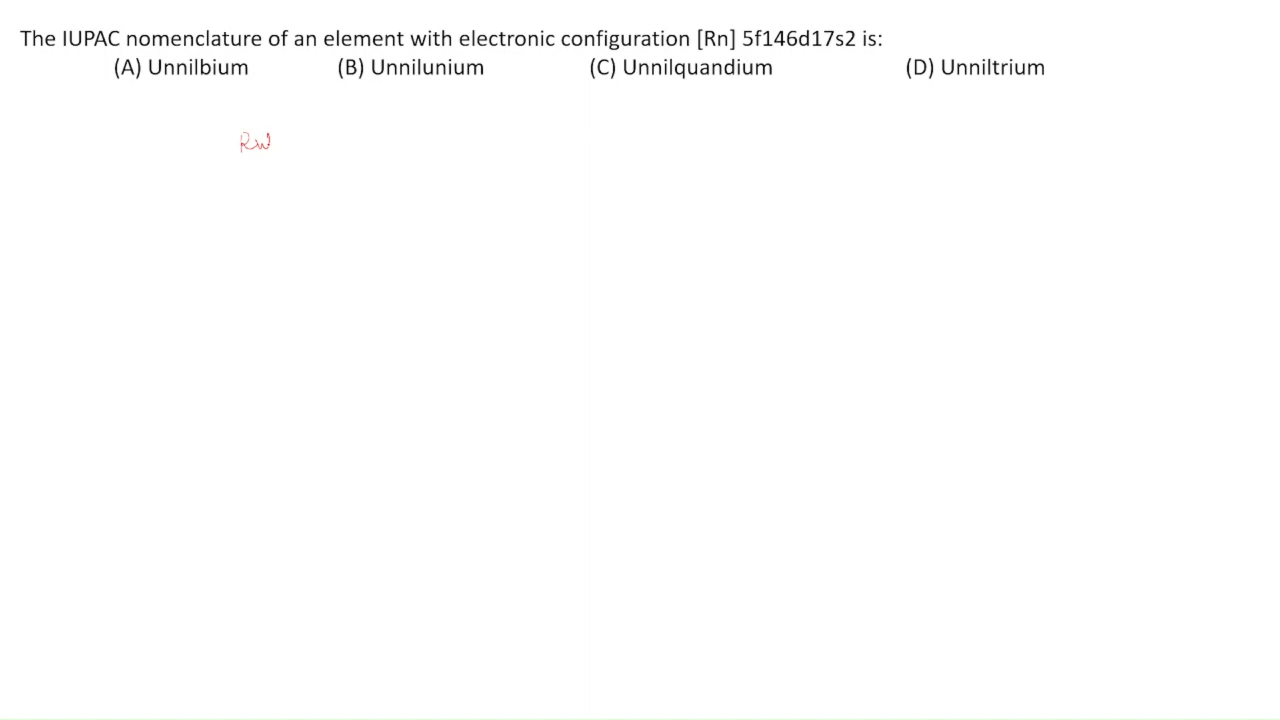 The IUPAC nomenclature of an element with electronic configuration [Rn] 5f146d17s2 is:
(A) Unnilbium (B) Unnilunium (C) Unnilquandium (D) Unniltrium